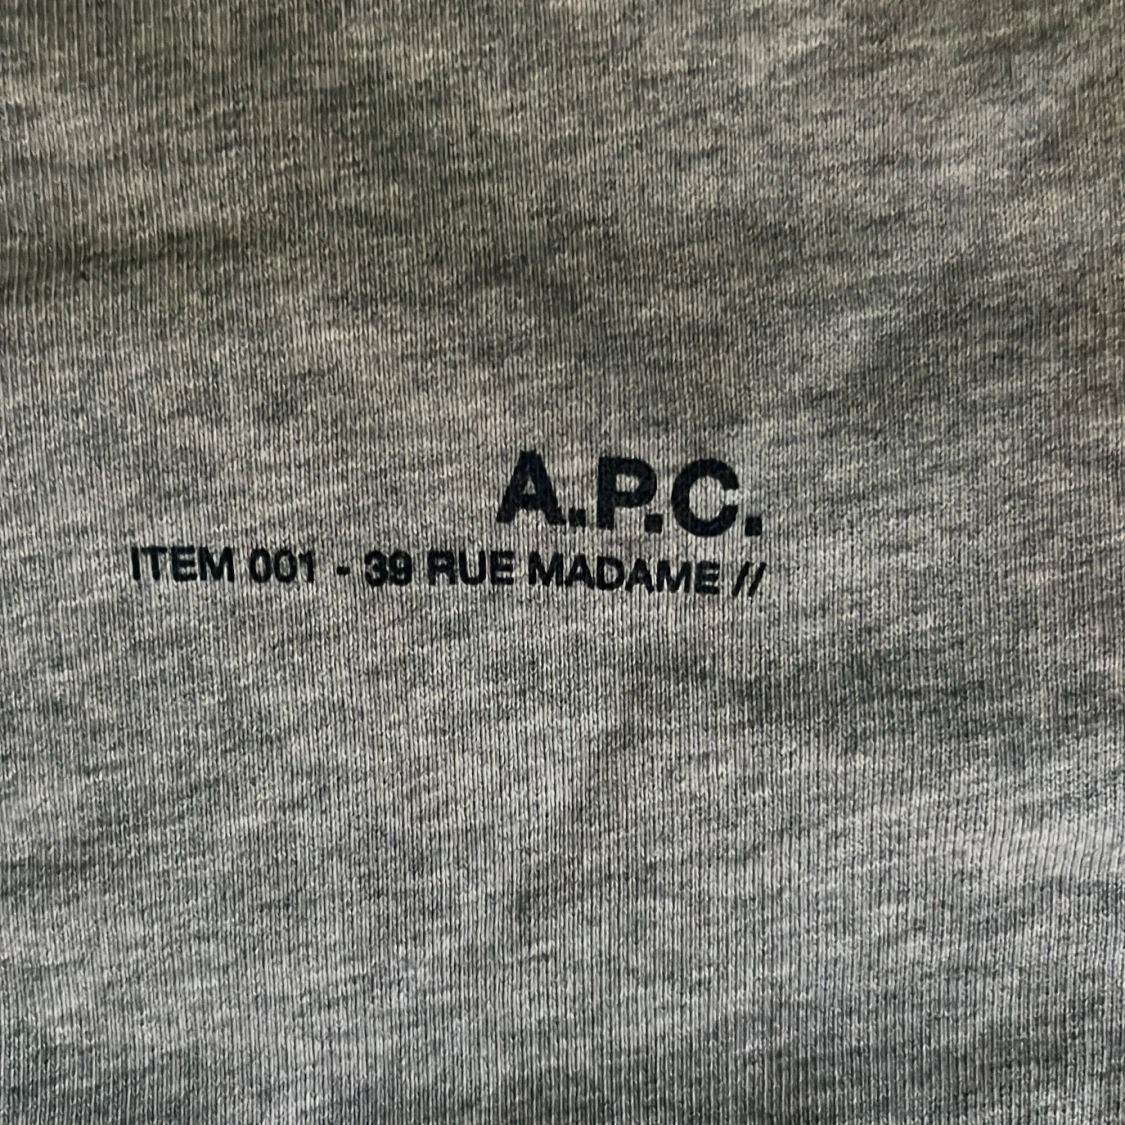 A.P.C.
ITEM 001 - 39 RUE MADAME //